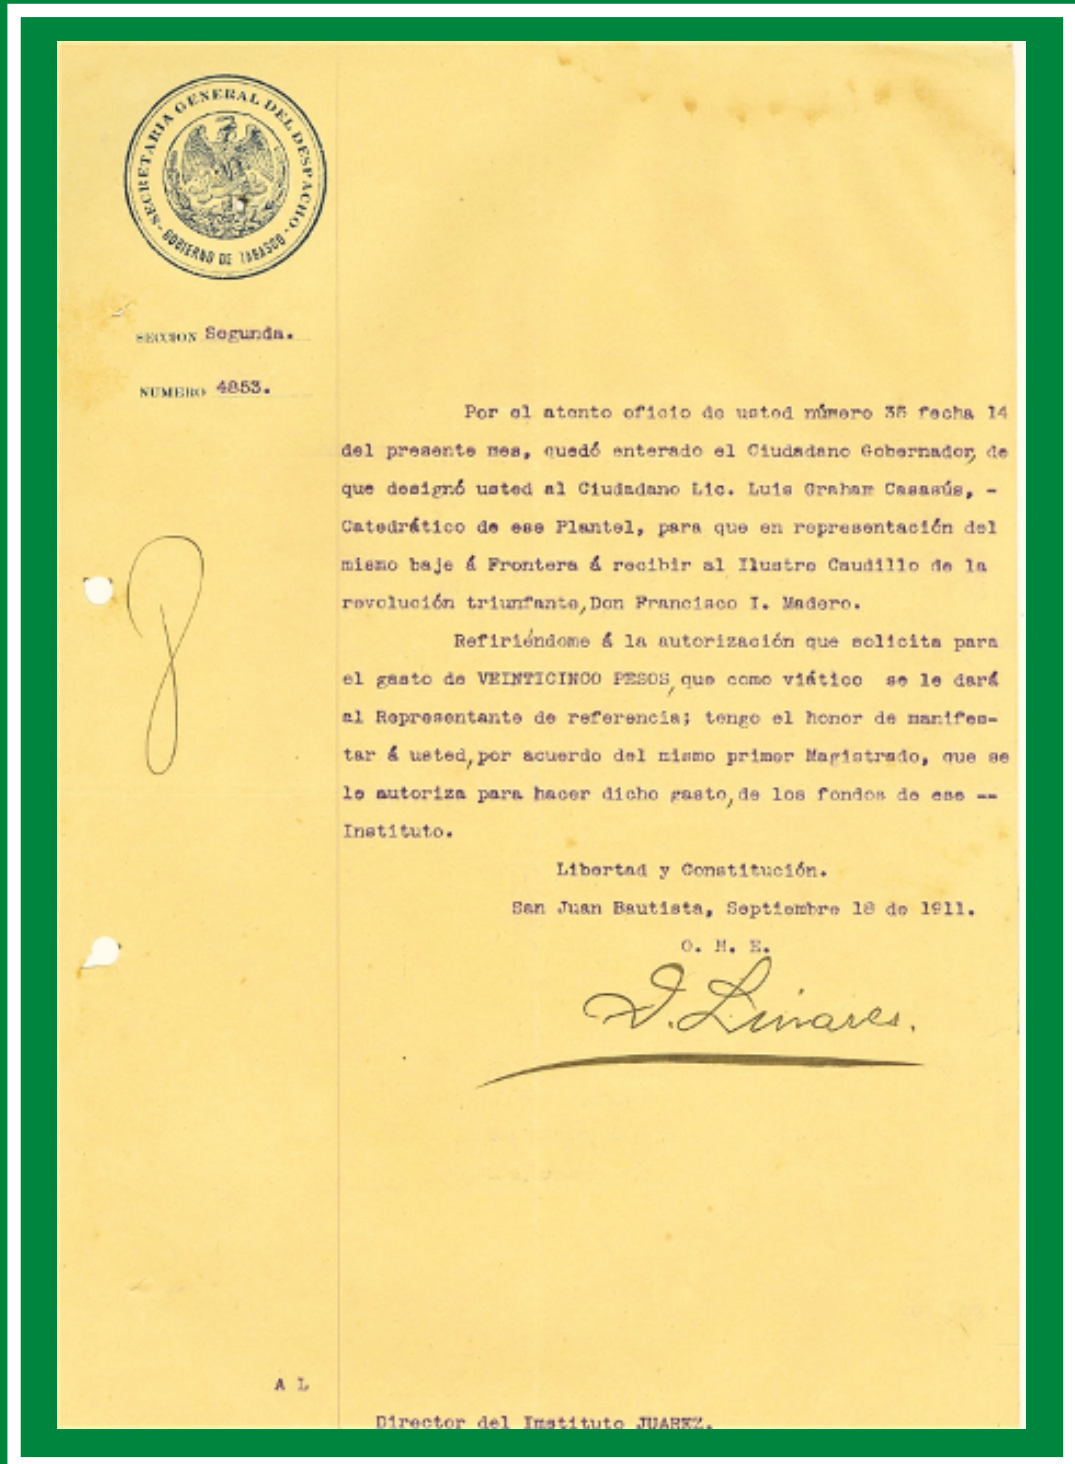 SECRETARIA GENERAL DEL DESPACHO
GOBIERNO DE TABASCO
SECCION Segunda.
NUMERO 4853.
Por el atento oficio de usted número 35 fecha 14
del presente mes, quedó enterado el Ciudadano Gobernador, de
que designó usted al Ciudadano Lic. Luis Graham Casasús, -
Catedrático de ese Plantel, para que en representación del
mismo baje á Frontera á recibir al Ilustre Caudillo de la
revolución triunfante, Don Francisco I. Madero.
Refiriéndome á la autorización que solicita para
el gasto de VEINTICINCO PESOS, que como viático se le dará
al Representante de referencia; tengo el honor de manifes-
tar á usted, por acuerdo del mismo primer Magistrado, que se
le autoriza para hacer dicho gasto, de los fondos de ese --
Instituto.
Libertad y Constitución.
San Juan Bautista, Septiembre 18 de 1911.
O. M. E.
D. Linares.
A L
Director del Instituto JUAREZ.